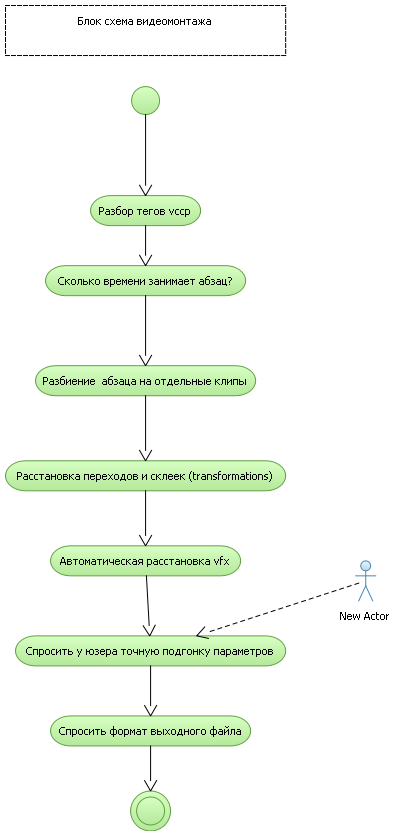 Блок схема видеомонтажа
Разбор тегов vccp
Сколько времени занимает абзац?
Разбиение абзаца на отдельные клипы
Расстановка переходов и склеек (transformations)
Автоматическая расстановка vfx
New Actor
Спросить у юзера точную подгонку параметров
Спросить формат выходного файла